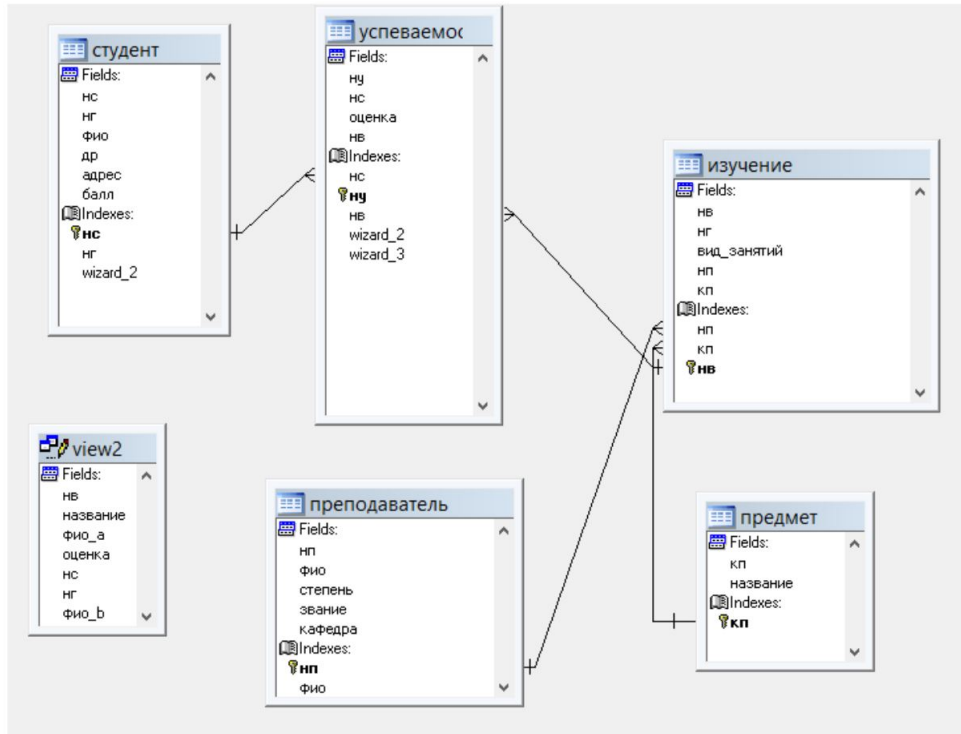 студент
Fields:
нс
нг
фио
др
адрес
балл
Indexes:
нс
нг
wizard_2
успеваемос
Fields:
ну
нс
оценка
нв
Indexes:
нс
ну
нв
wizard_2
wizard_3
изучение
Fields:
нв
нг
вид_занятий
нп
кп
Indexes:
нп
кп
нв
view2
Fields:
нв
название
фио_a
оценка
нс
нг
фио_b
преподаватель
Fields:
нп
фио
степень
звание
кафедра
Indexes:
нп
фио
предмет
Fields:
кп
название
Indexes:
кп